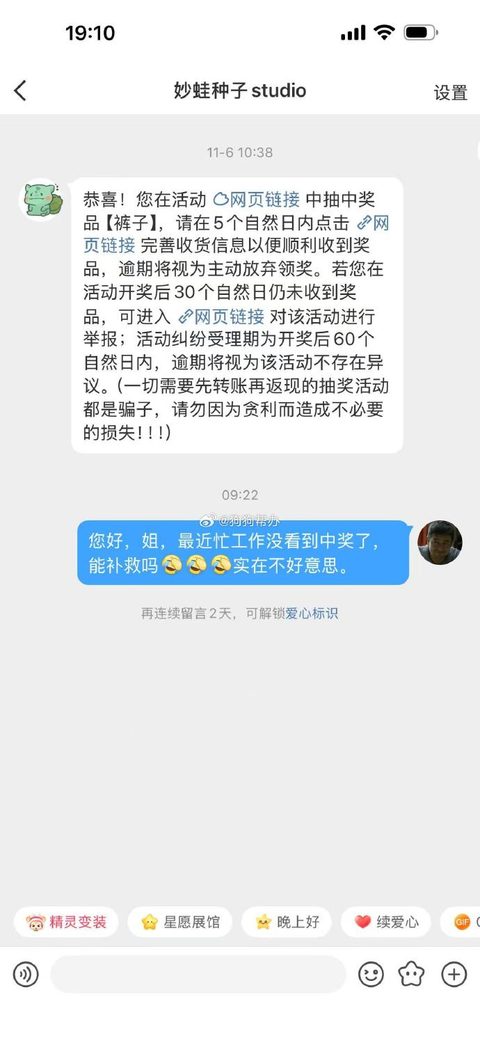 19:10
妙蛙种子studio
设置
11-6 10:38
恭喜！您在活动 网页链接 中抽中奖
品【裤子】，请在5个自然日内点击 网
页链接 完善收货信息以便顺利收到奖
品，逾期将视为主动放弃领奖。若您在
活动开奖后30个自然日仍未收到奖
品，可进入 网页链接 对该活动进行
举报；活动纠纷受理期为开奖后60个
自然日内，逾期将视为该活动不存在异
议。（一切需要先转账再返现的抽奖活动
都是骗子，请勿因为贪利而造成不必要
的损失！！！）
09:22
@狗狗帮办
您好，姐，最近忙工作没看到中奖了，
能补救吗🤣🤣🤣实在不好意思。
再连续留言2天，可解锁爱心标识
精灵变装
星愿展馆
晚上好
续爱心
GIF